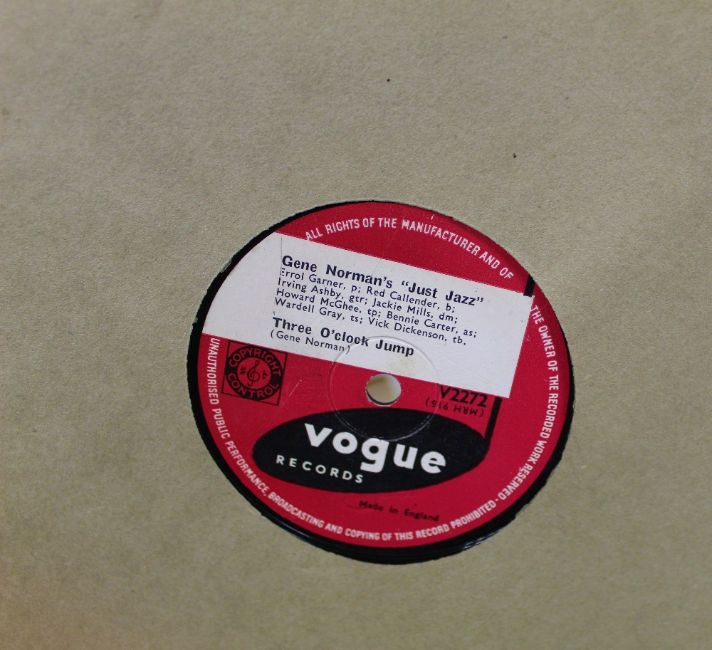 ALL RIGHTS OF THE MANUFACTURER AND OF THE OWNER OF THE RECORDED WORK RESERVED·
UNAUTHORISED PUBLIC PERFORMANCE, BROADCASTING AND COPYING OF THIS RECORD PROHIBITED·
Gene Norman's "Just Jazz"
Errol Garner, p; Red Callender, b;
Irving Ashby, gtr; Jackie Mills, dm;
Howard McGhee, tp; Bennie Carter, as;
Wardell Gray, ts; Vick Dickenson, tb.
Three O'clock Jump
(Gene Norman)
COPYRIGHT
CONTROL
V2272
(MRH 916)
vogue
RECORDS
Made in England